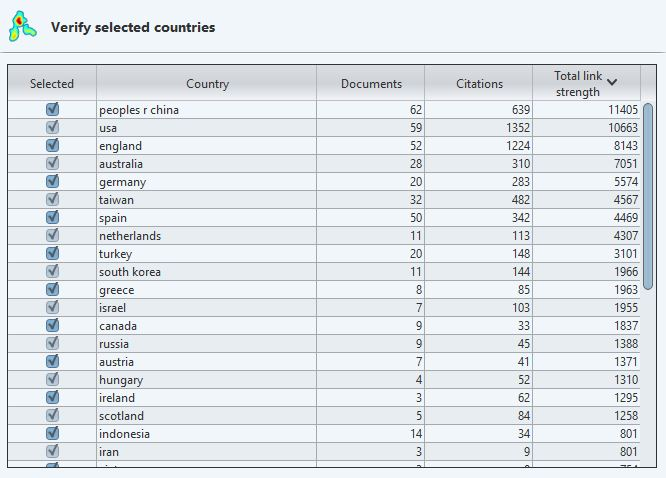 Verify selected countries
Selected Country Documents Citations Total link strength
peoples r china 62 639 11405
usa 59 1352 10663
england 52 1224 8143
australia 28 310 7051
germany 20 283 5574
taiwan 32 482 4567
spain 50 342 4469
netherlands 11 113 4307
turkey 20 148 3101
south korea 11 144 1966
greece 8 85 1963
israel 7 103 1955
canada 9 33 1837
russia 9 45 1388
austria 7 41 1371
hungary 4 52 1310
ireland 3 62 1295
scotland 5 84 1258
indonesia 14 34 801
iran 3 9 801